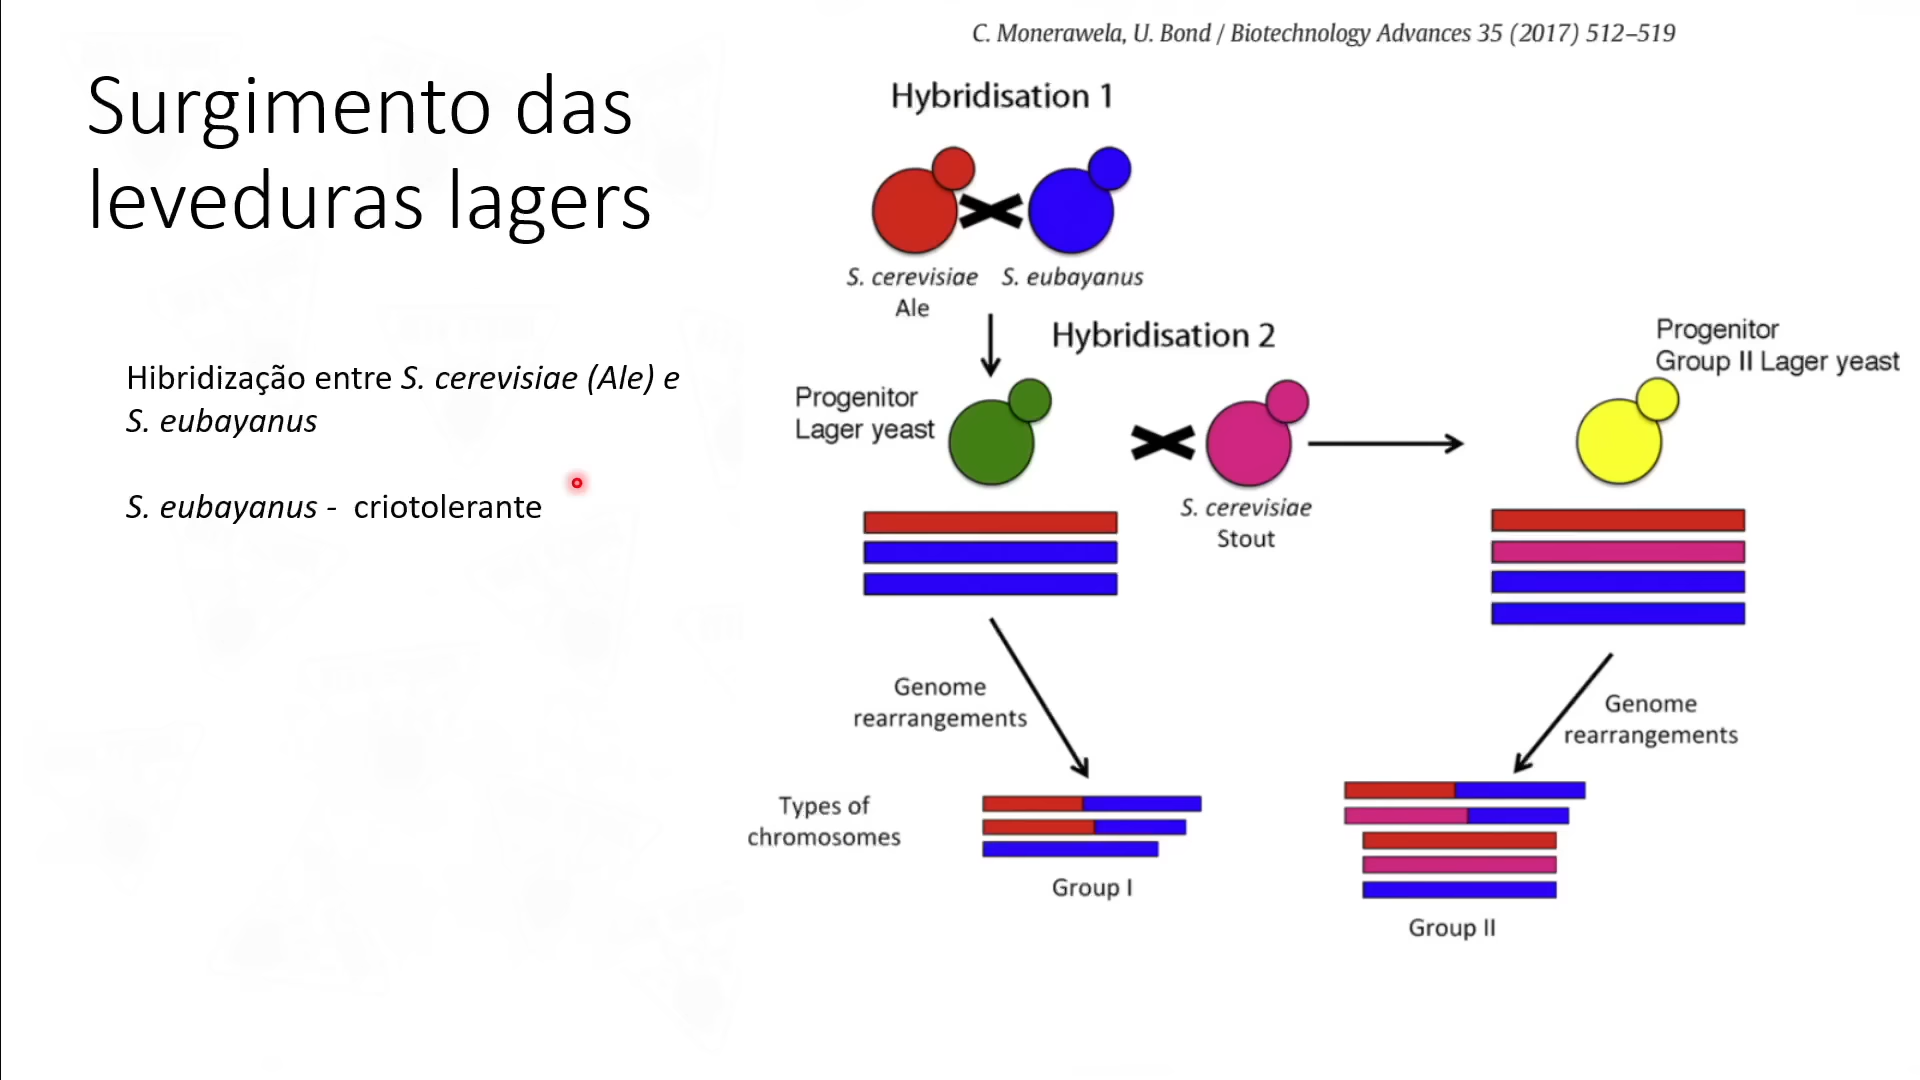 C. Monerawela, U. Bond / Biotechnology Advances 35 (2017) 512–519
Surgimento das
leveduras lagers
Hibridização entre S. cerevisiae (Ale) e
S. eubayanus
S. eubayanus - criotolerante
Hybridisation 1
S. cerevisiae
Ale
S. eubayanus
Hybridisation 2
Progenitor
Lager yeast
S. cerevisiae
Stout
Progenitor
Group II Lager yeast
Genome
rearrangements
Genome
rearrangements
Types of
chromosomes
Group I
Group II